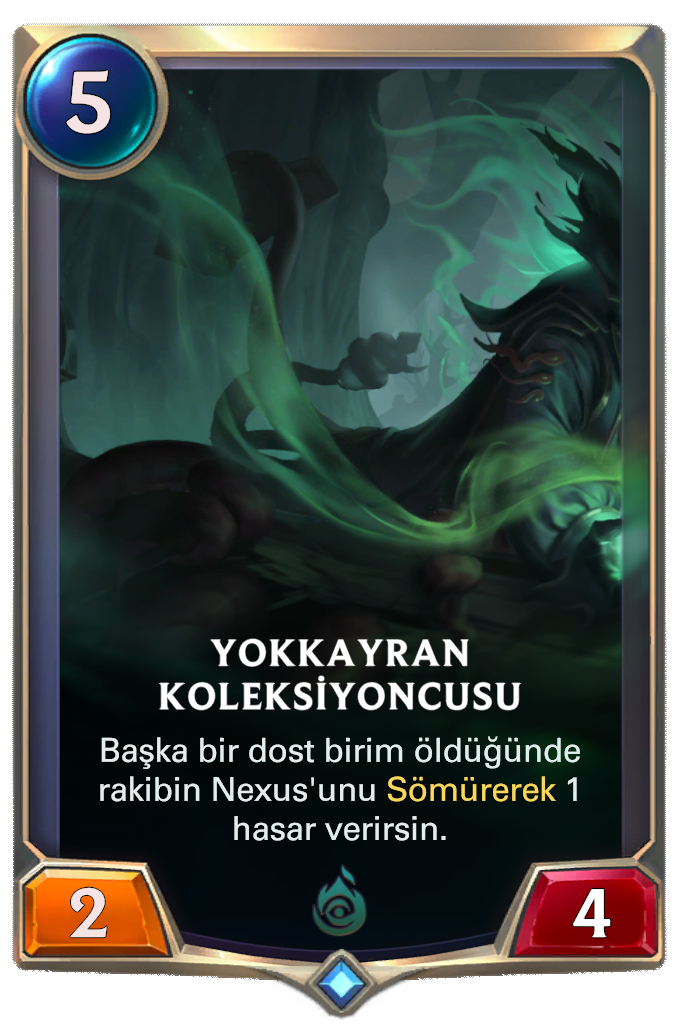 5
YOKKAYRAN
KOLEKSİYONCUSU
Başka bir dost birim öldüğünde
rakibin Nexus'unu Sömürerek 1
hasar verirsin.
2
4